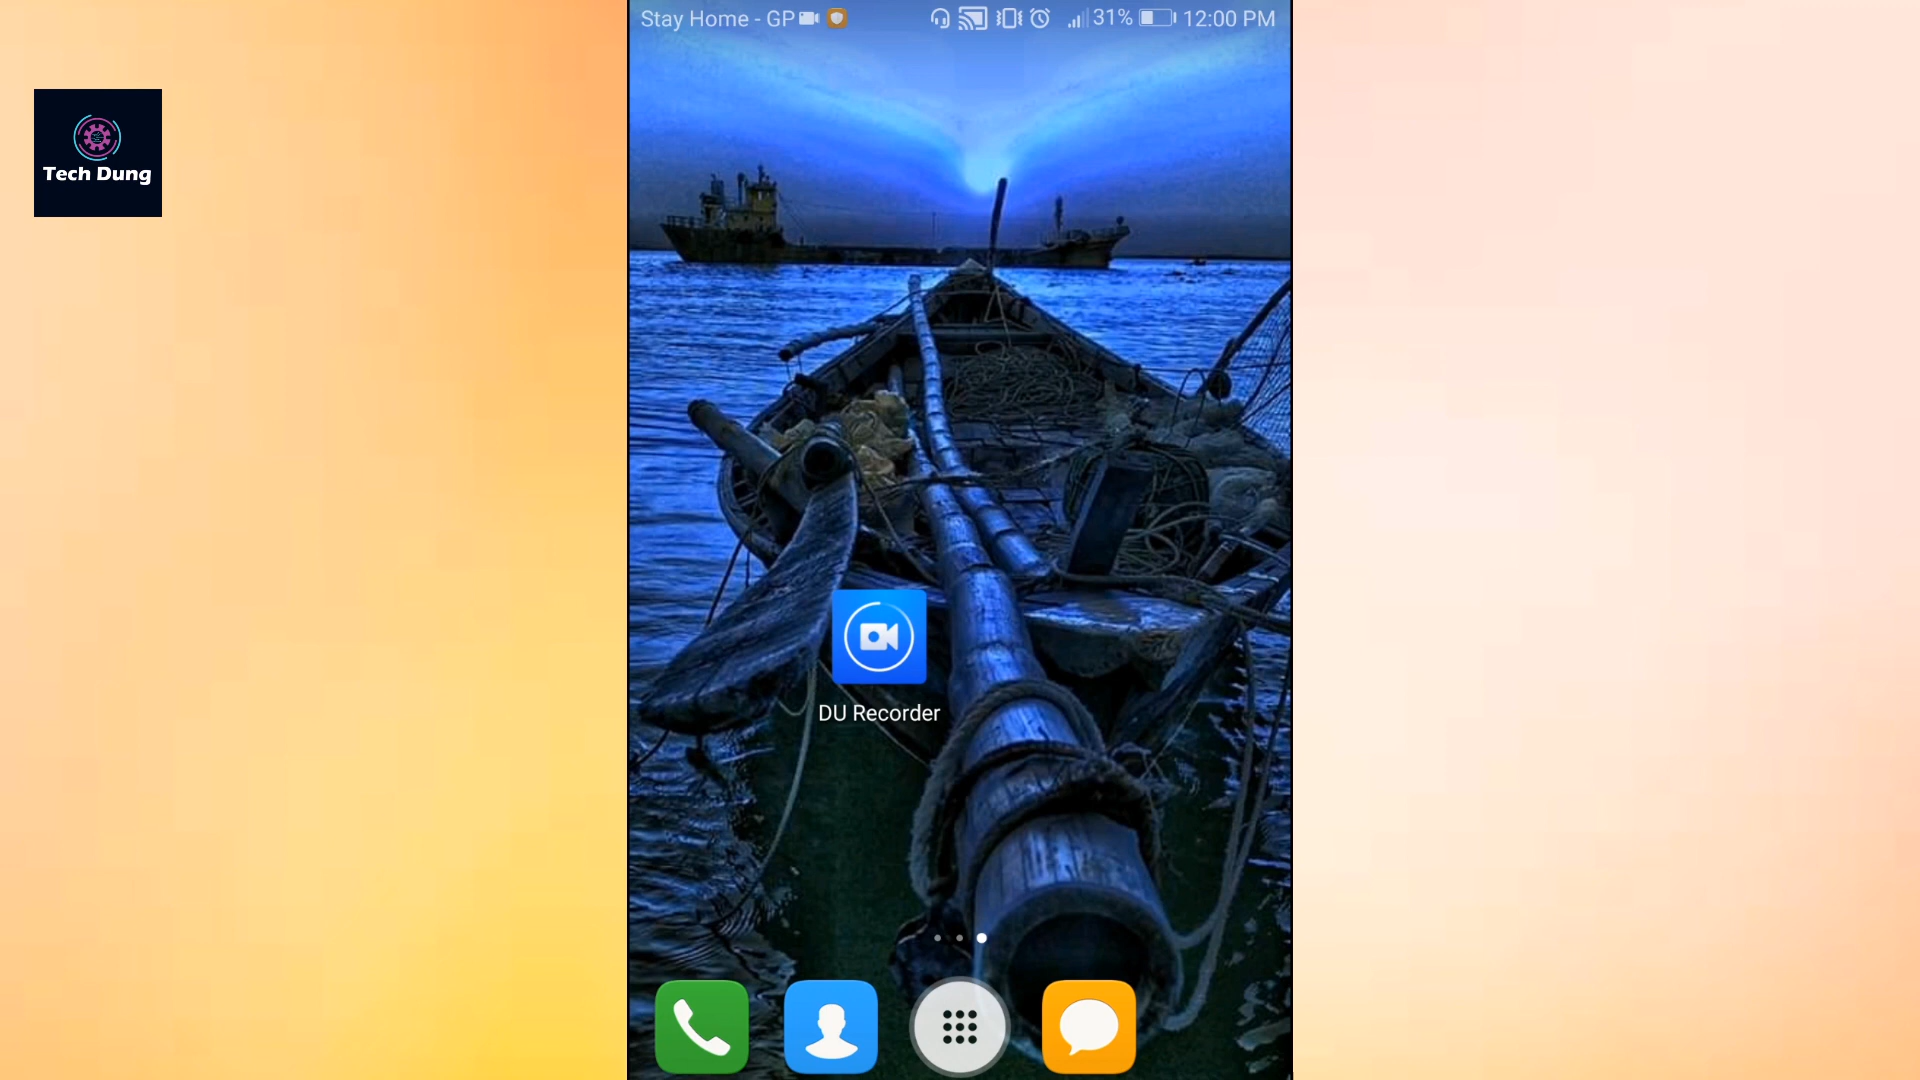 Stay Home - GP
31%
12:00 PM
Tech Dung
DU Recorder